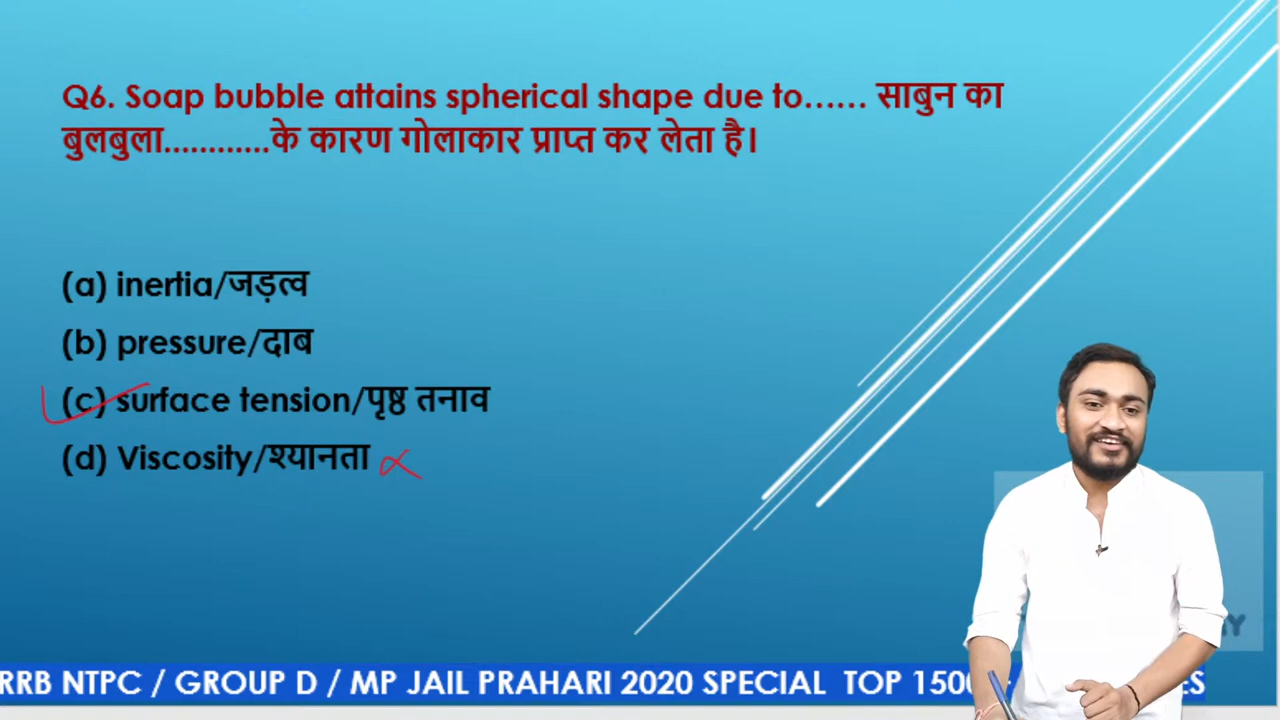 Q6. Soap bubble attains spherical shape due to…… साबुन का
बुलबुला............के कारण गोलाकार प्राप्त कर लेता है।
(a) inertia/जड़त्व
(b) pressure/दाब
(c) surface tension/पृष्ठ तनाव
(d) Viscosity/श्यानता
RRB NTPC / GROUP D / MP JAIL PRAHARI 2020 SPECIAL TOP 150